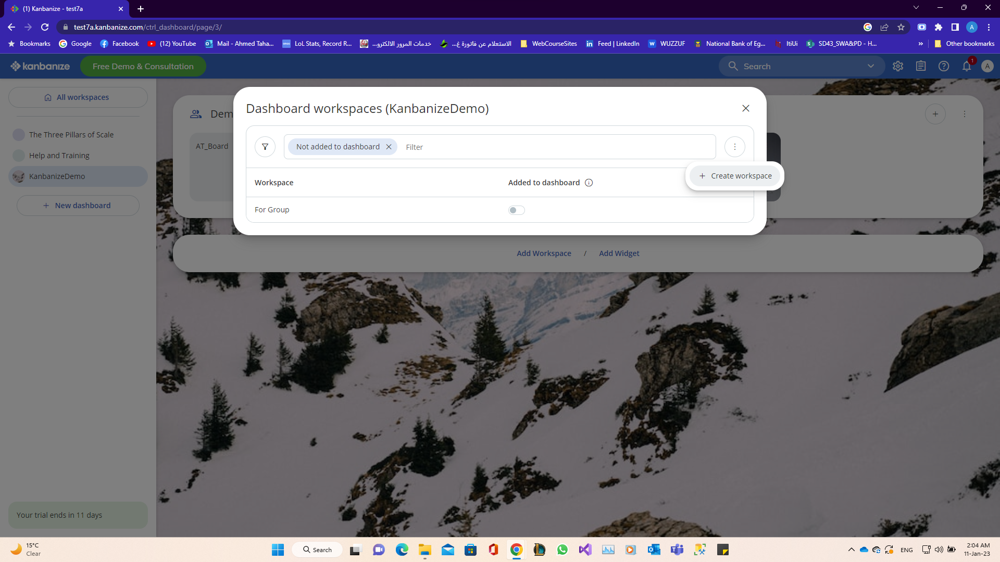 (1) Kanbanize - test7a
test7a.kanbanize.com/ctrl_dashboard/page/3/
A
Bookmarks
Google
Facebook
(12) YouTube
Mail - Ahmed Taha...
LoL Stats, Record R...
خدمات المرور الالكترو...
الاستعلام عن فاتورة غ...
WebCourseSites
Feed | LinkedIn
WUZZUF
National Bank of Eg...
ItiUi
SD43_SWA&PD - H...
»
Other bookmarks
kanbanize
Free Demo & Consultation
Search
1
A
All workspaces
The Three Pillars of Scale
Help and Training
KanbanizeDemo
+ New dashboard
Your trial ends in 11 days
Dem
AT_Board
Dashboard workspaces (KanbanizeDemo)
Not added to dashboard
Filter
+ Create workspace
Workspace
Added to dashboard
For Group
Add Workspace / Add Widget
15°C
Clear
Search
ENG
2:04 AM
11-Jan-23